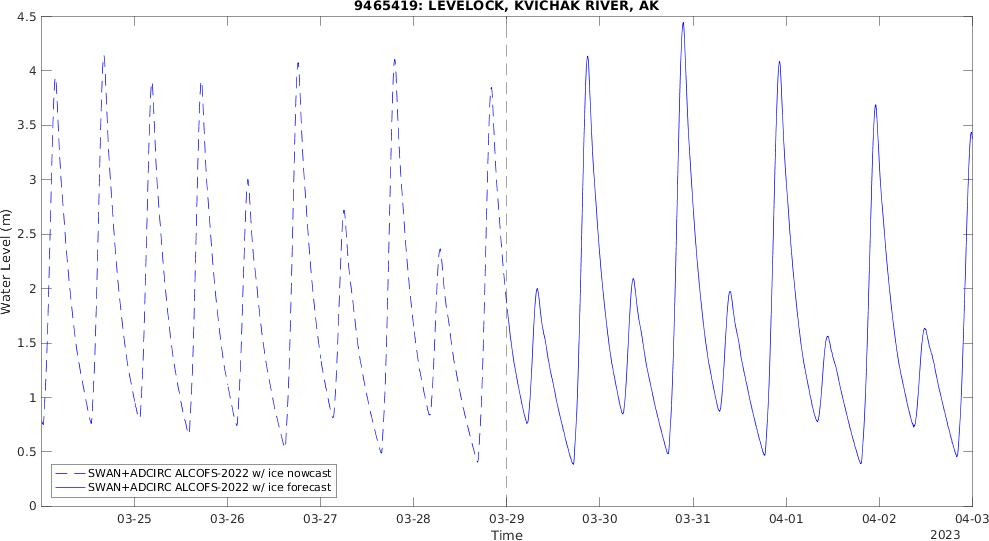 9465419: LEVELOCK, KVICHAK RIVER, AK
4.5
4
3.5
3
2.5
2
1.5
1
0.5
0
Water Level (m)
SWAN+ADCIRC ALCOFS-2022 w/ ice nowcast
SWAN+ADCIRC ALCOFS-2022 w/ ice forecast
03-25 03-26 03-27 03-28 03-29 03-30 03-31 04-01 04-02 04-03
Time
2023